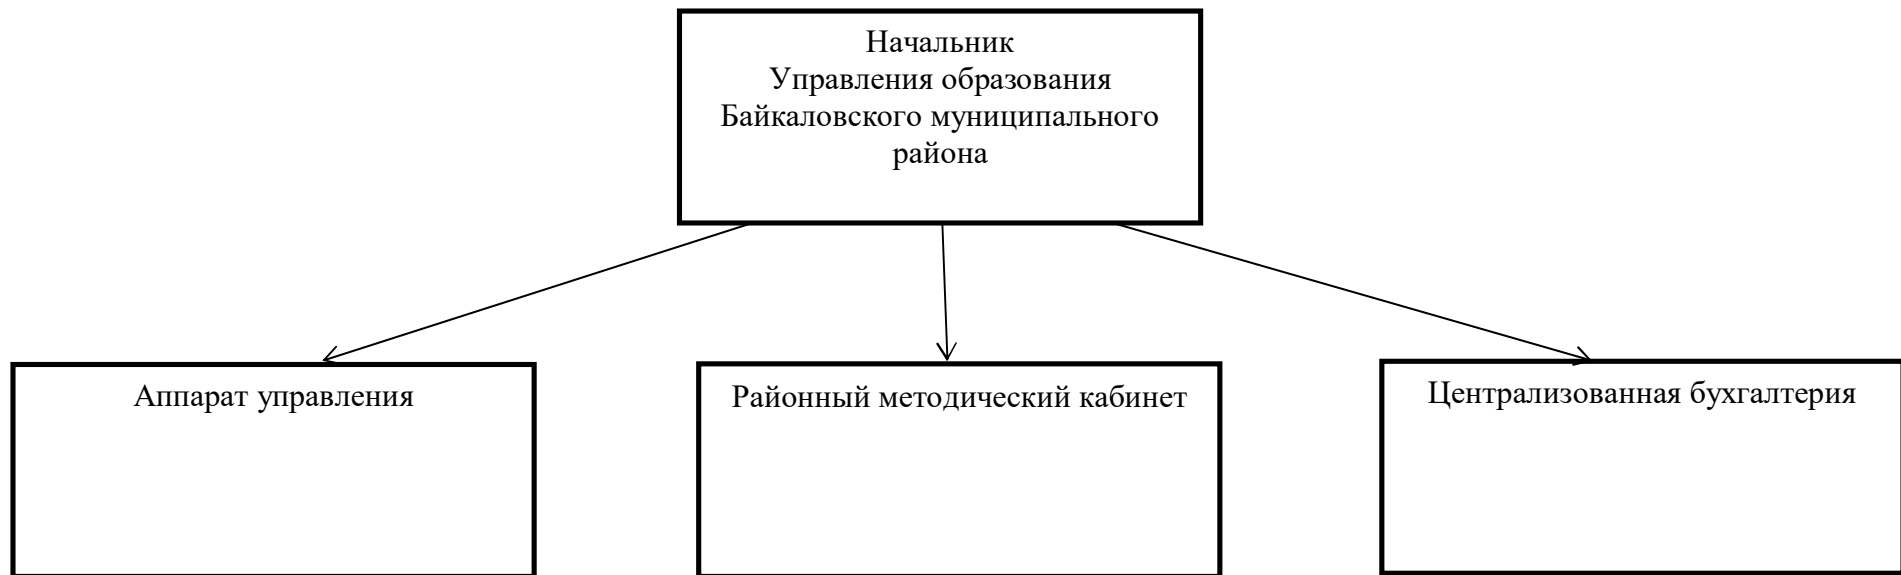 Начальник
Управления образования
Байкаловского муниципального
района
Аппарат управления
Районный методический кабинет
Централизованная бухгалтерия